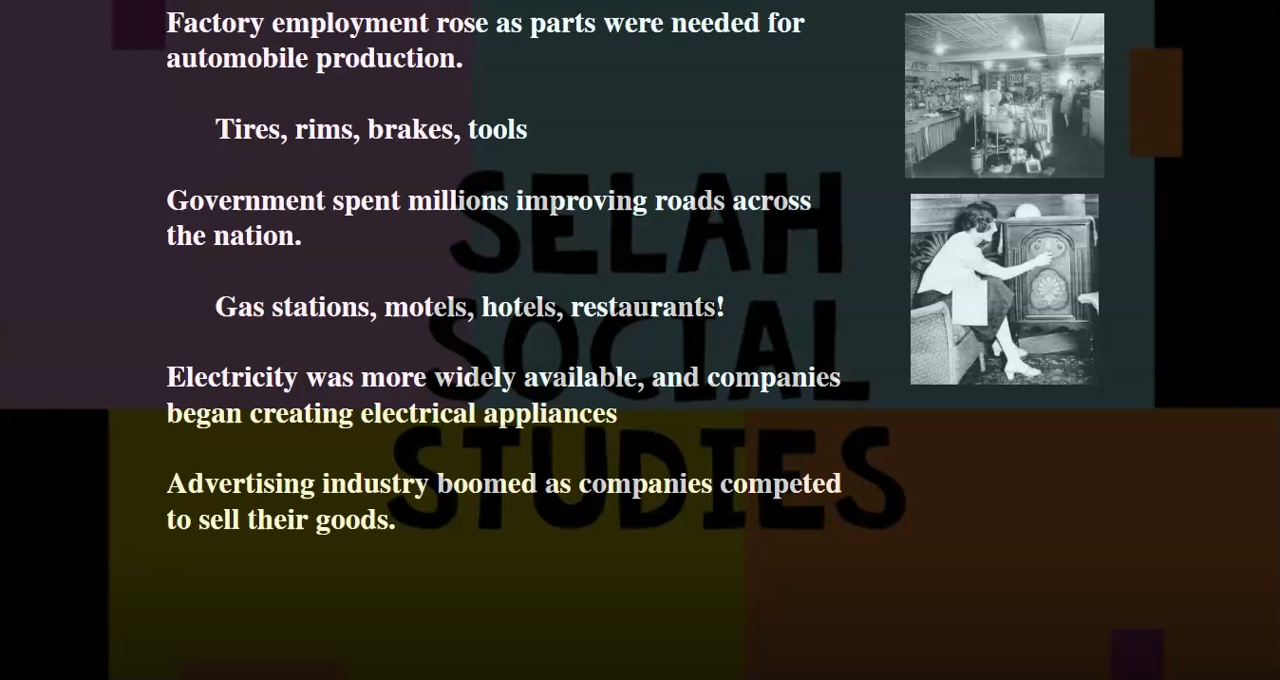 Factory employment rose as parts were needed for
automobile production.
Tires, rims, brakes, tools
Government spent millions improving roads across
the nation.
Gas stations, motels, hotels, restaurants!
Electricity was more widely available, and companies
began creating electrical appliances
Advertising industry boomed as companies competed
to sell their goods.
SELAH
SOCIAL
STUDIES